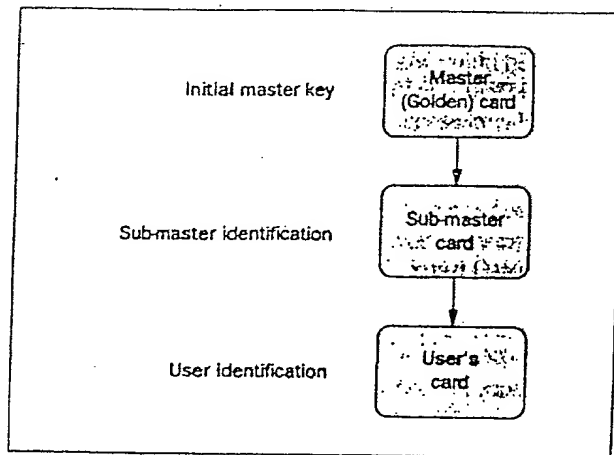 Initial master key
Master
(Golden) card
Sub-master identification
Sub-master
card
User identification
User's
card